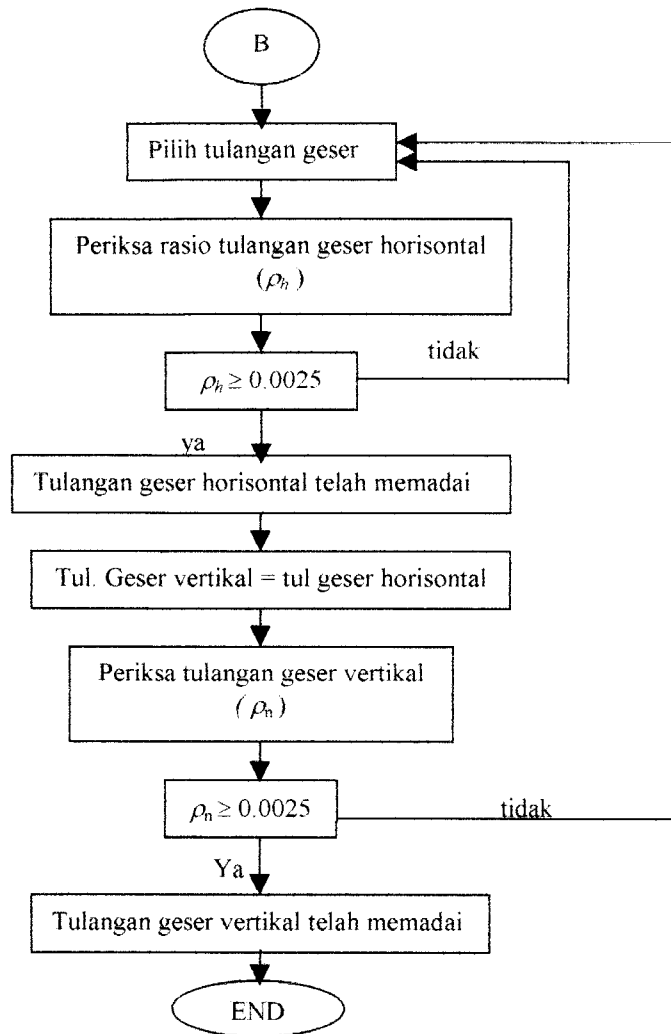 B
Pilih tulangan geser
Periksa rasio tulangan geser horisontal
(ρh )
tidak
ρh ≥ 0.0025
ya
Tulangan geser horisontal telah memadai
Tul. Geser vertikal = tul geser horisontal
Periksa tulangan geser vertikal
( ρn )
ρn ≥ 0.0025
tidak
Ya
Tulangan geser vertikal telah memadai
END